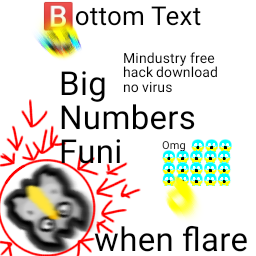 Bottom Text
Mindustry free
hack download
no virus
Big
Numbers
Funi
Omg
when flare